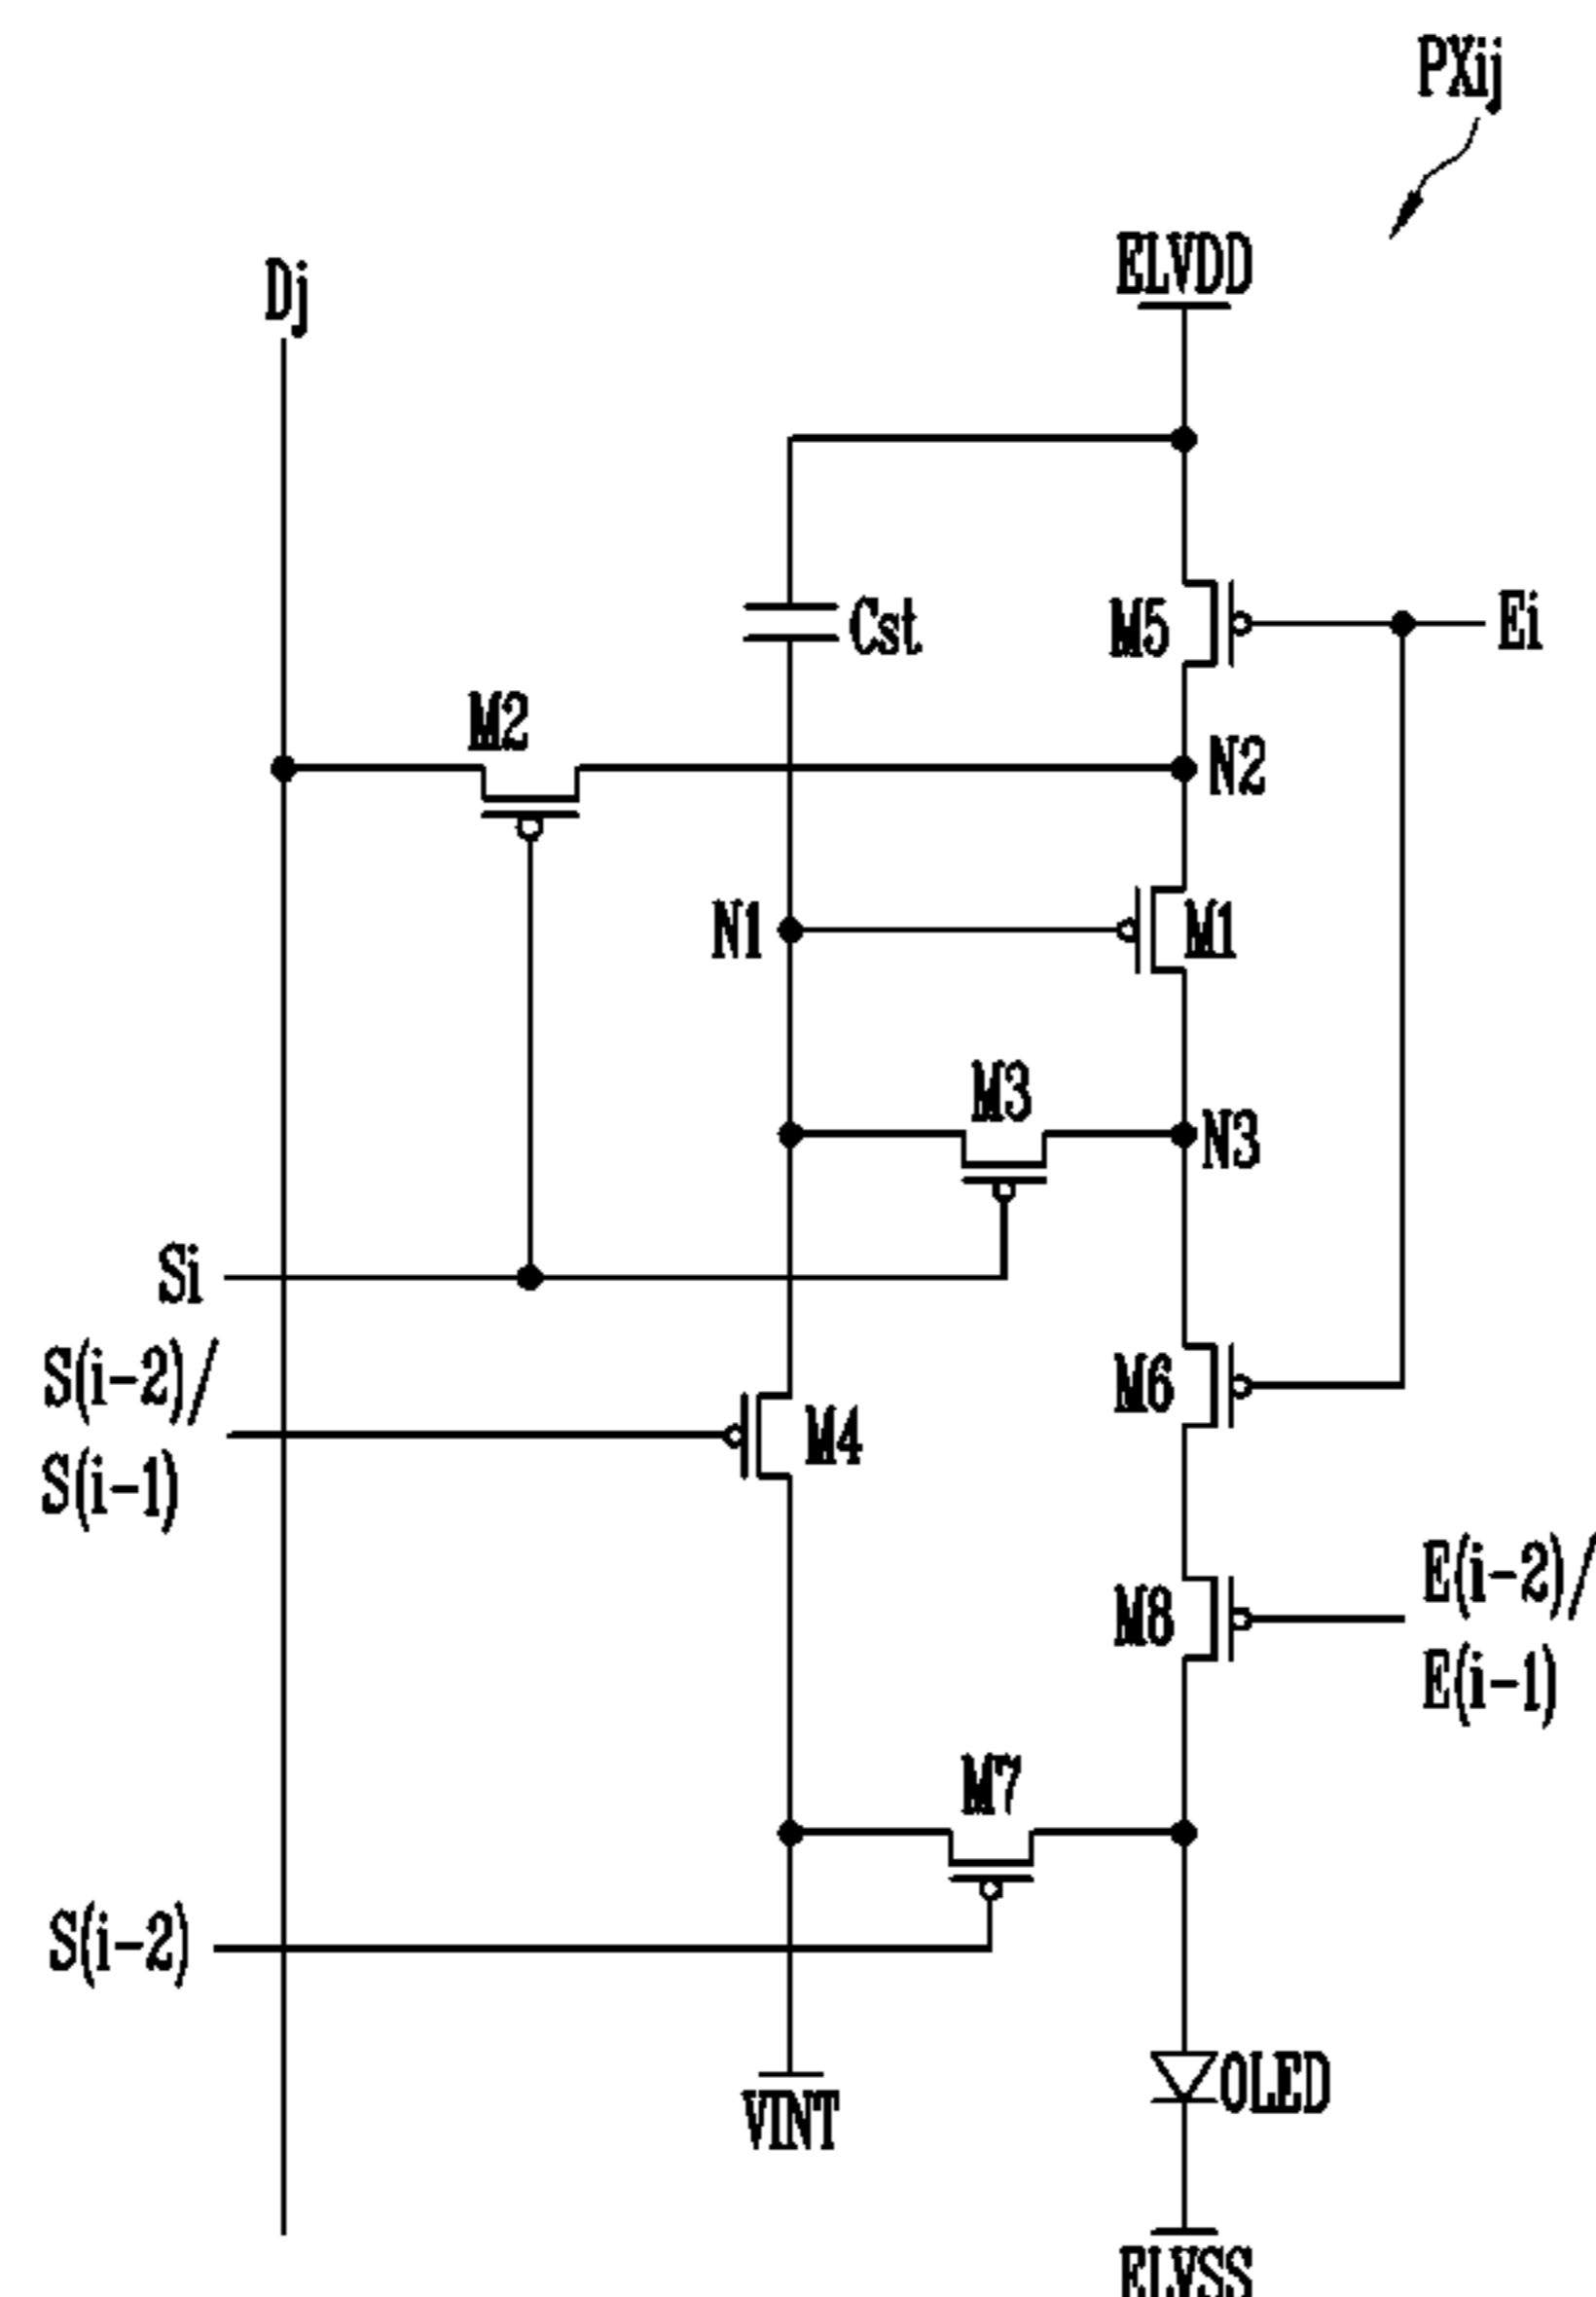 PXij
ELVDD
Dj
Ei
Cst
M5
M2
N2
N1
M1
M3
N3
Si
S(i-2)/
S(i-1)
M6
M4
E(i-2)/
E(i-1)
M8
M7
S(i-2)
OLED
VINT
ELVSS